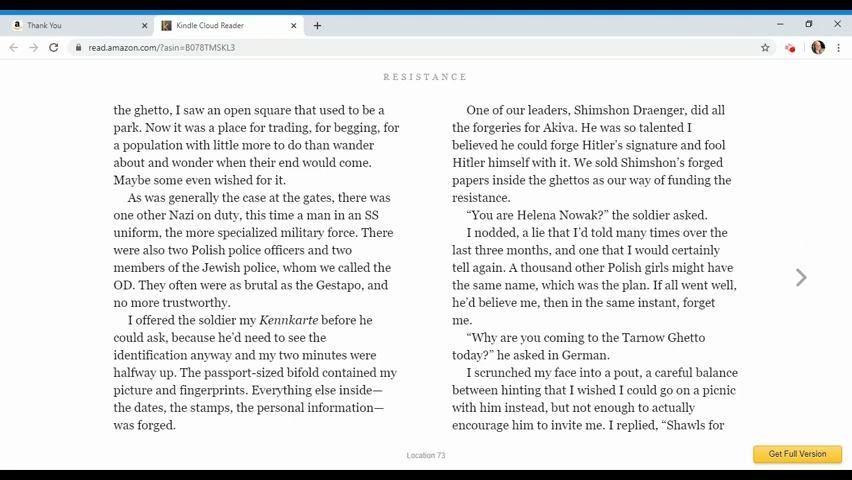 Thank You
Kindle Cloud Reader
read.amazon.com/?asin=B078TMSKL3
RESISTANCE
the ghetto, I saw an open square that used to be a
park. Now it was a place for trading, for begging, for
a population with little more to do than wander
about and wonder when their end would come.
Maybe some even wished for it.
As was generally the case at the gates, there was
one other Nazi on duty, this time a man in an SS
uniform, the more specialized military force. There
were also two Polish police officers and two
members of the Jewish police, whom we called the
OD. They often were as brutal as the Gestapo, and
no more trustworthy.
I offered the soldier my Kennkarte before he
could ask, because he’d need to see the
identification anyway and my two minutes were
halfway up. The passport-sized bifold contained my
picture and fingerprints. Everything else inside—
the dates, the stamps, the personal information—
was forged.
One of our leaders, Shimshon Draenger, did all
the forgeries for Akiva. He was so talented I
believed he could forge Hitler’s signature and fool
Hitler himself with it. We sold Shimshon’s forged
papers inside the ghettos as our way of funding the
resistance.
“You are Helena Nowak?” the soldier asked.
I nodded, a lie that I’d told many times over the
last three months, and one that I would certainly
tell again. A thousand other Polish girls might have
the same name, which was the plan. If all went well,
he’d believe me, then in the same instant, forget
me.
“Why are you coming to the Tarnow Ghetto
today?” he asked in German.
I scrunched my face into a pout, a careful balance
between hinting that I wished I could go on a picnic
with him instead, but not enough to actually
encourage him to invite me. I replied, “Shawls for
Location 73
Get Full Version